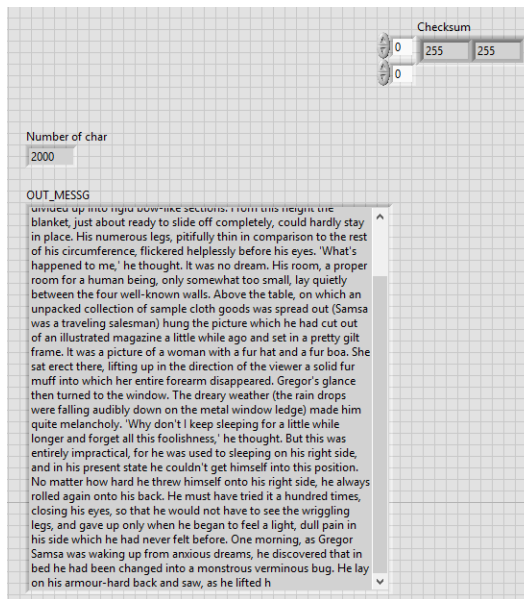 Checksum
0 255 255
0
Number of char
2000
OUT_MESSG
divided up into rigid bow-like sections. From this height the
blanket, just about ready to slide off completely, could hardly stay
in place. His numerous legs, pitifully thin in comparison to the rest
of his circumference, flickered helplessly before his eyes. 'What's
happened to me,' he thought. It was no dream. His room, a proper
room for a human being, only somewhat too small, lay quietly
between the four well-known walls. Above the table, on which an
unpacked collection of sample cloth goods was spread out (Samsa
was a traveling salesman) hung the picture which he had cut out
of an illustrated magazine a little while ago and set in a pretty gilt
frame. It was a picture of a woman with a fur hat and a fur boa. She
sat erect there, lifting up in the direction of the viewer a solid fur
muff into which her entire forearm disappeared. Gregor's glance
then turned to the window. The dreary weather (the rain drops
were falling audibly down on the metal window ledge) made him
quite melancholy. 'Why don't I keep sleeping for a little while
longer and forget all this foolishness,' he thought. But this was
entirely impractical, for he was used to sleeping on his right side,
and in his present state he couldn't get himself into this position.
No matter how hard he threw himself onto his right side, he always
rolled again onto his back. He must have tried it a hundred times,
closing his eyes, so that he would not have to see the wriggling
legs, and gave up only when he began to feel a light, dull pain in
his side which he had never felt before. One morning, as Gregor
Samsa was waking up from anxious dreams, he discovered that in
bed he had been changed into a monstrous verminous bug. He lay
on his armour-hard back and saw, as he lifted h